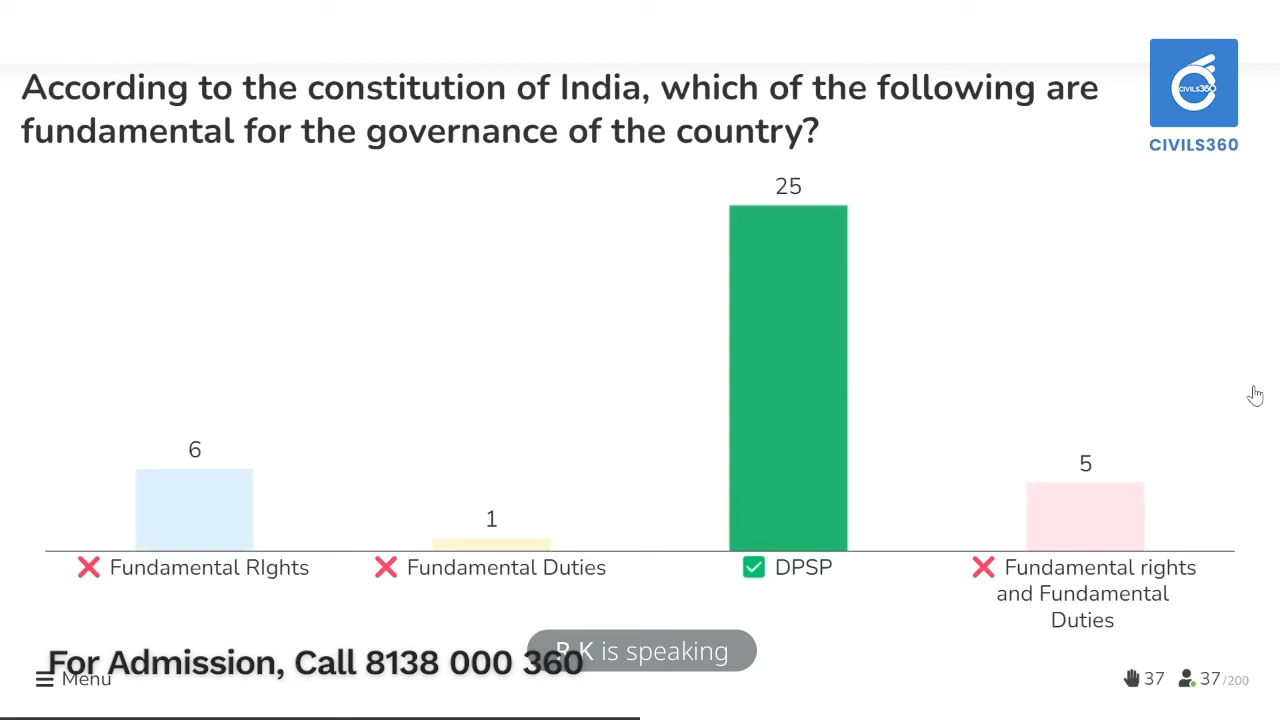 According to the constitution of India, which of the following are
fundamental for the governance of the country?
CIVILS360
CIVILS360
25
6
1
5
❌ Fundamental RIghts
❌ Fundamental Duties
✅ DPSP
❌ Fundamental rights
and Fundamental
Duties
R K is speaking
For Admission, Call 8138 000 360
Menu
37
37/200